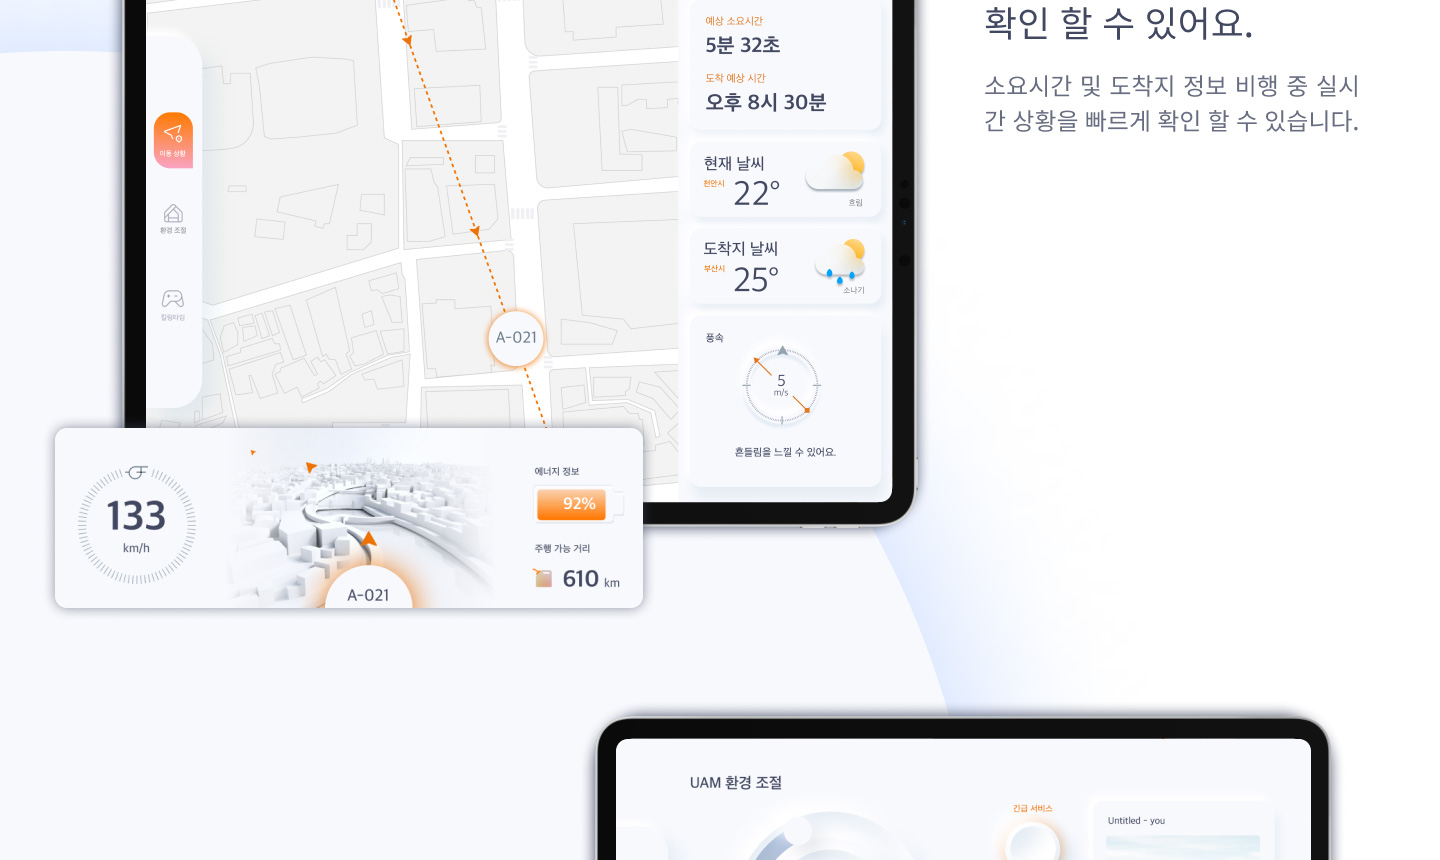 확인 할 수 있어요.
소요시간 및 도착지 정보 비행 중 실시
간 상황을 빠르게 확인 할 수 있습니다.
예상 소요시간
5분 32초
도착 예상 시간
오후 8시 30분
이동 상황
환경 조절
킬링타임
현재 날씨
천안시
22°
흐림
도착지 날씨
부산시
25°
소나기
A-021
풍속
5
m/s
흔들림을 느낄 수 있어요.
133
km/h
A-021
에너지 정보
92%
주행 가능 거리
610 km
UAM 환경 조절
긴급 서비스
Untitled - you